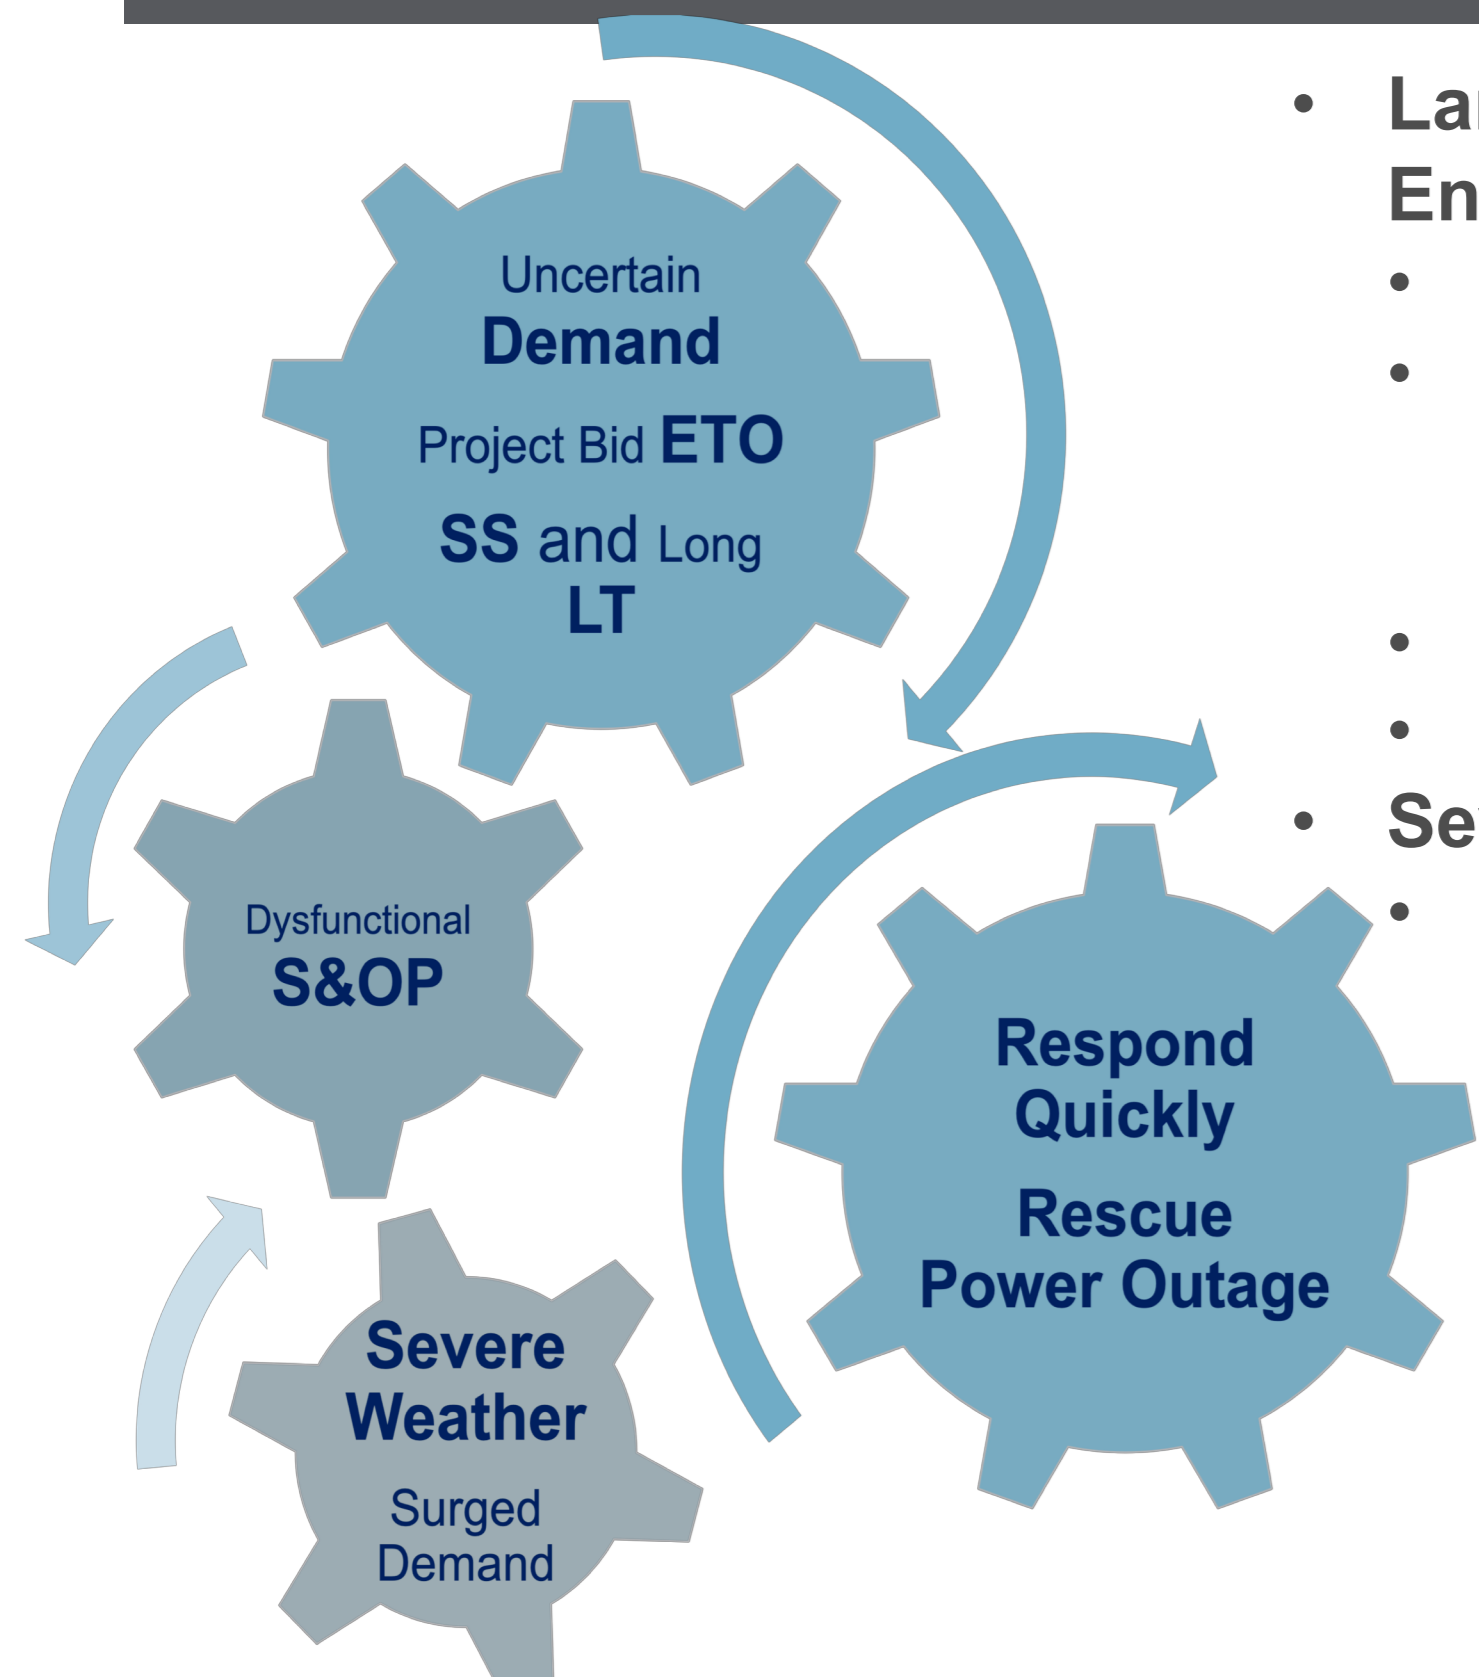 Uncertain
Demand
Project Bid ETO
SS and Long
LT
Dysfunctional
S&OP
Severe
Weather
Surged
Demand
Respond
Quickly
Rescue
Power Outage